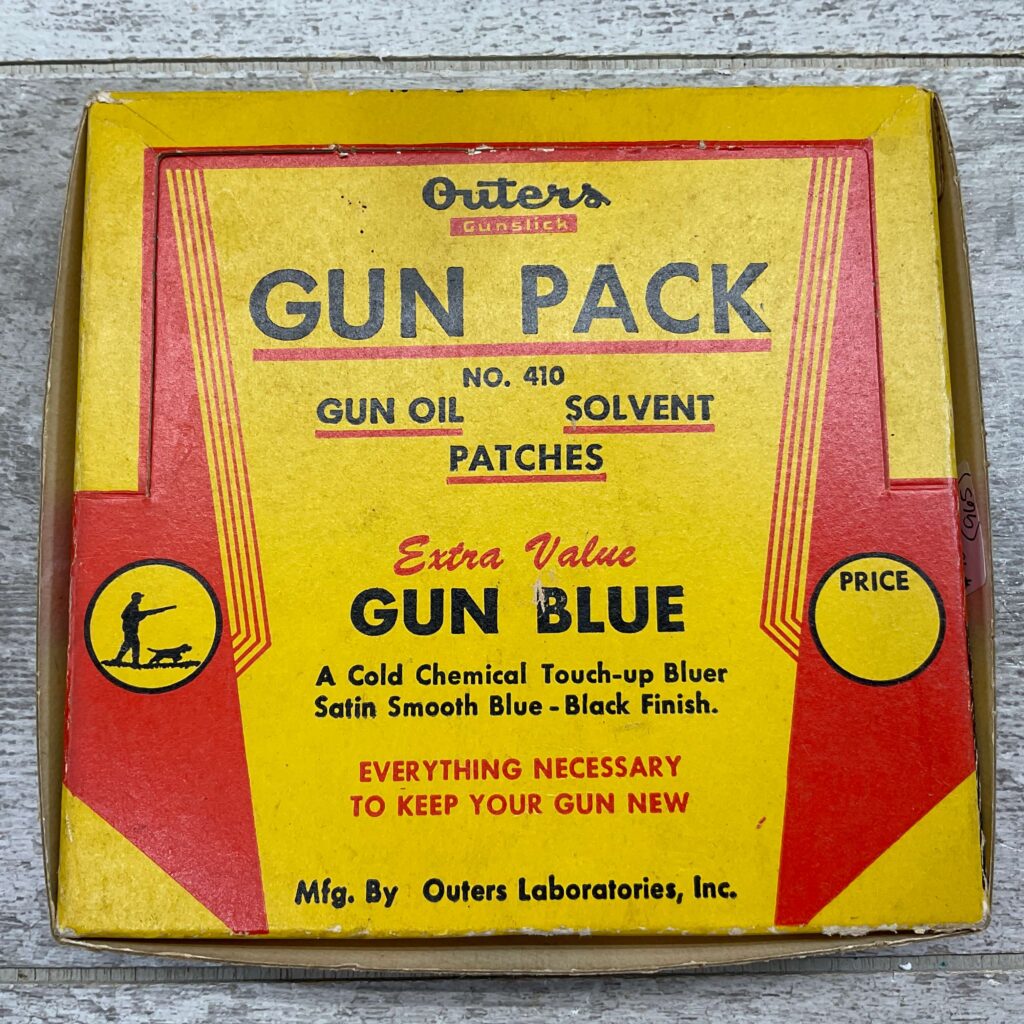 Outers
Gunslick
GUN PACK
NO. 410
GUN OIL SOLVENT
PATCHES
Extra Value
GUN BLUE
PRICE
A Cold Chemical Touch-up Bluer
Satin Smooth Blue - Black Finish.
EVERYTHING NECESSARY
TO KEEP YOUR GUN NEW
Mfg. By Outers Laboratories, Inc.